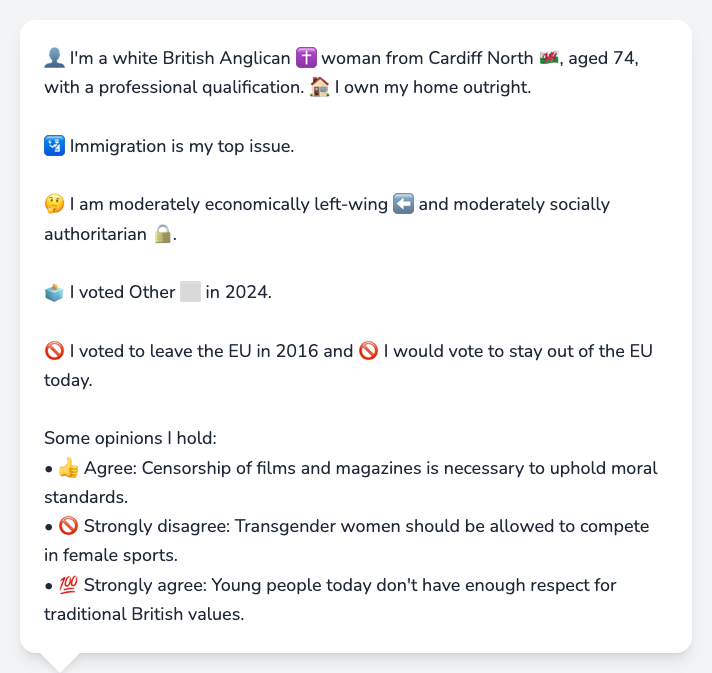 👤 I'm a white British Anglican ✝️ woman from Cardiff North 🏴󠁧󠁢󠁷󠁬󠁳󠁿, aged 74,
with a professional qualification. 🏠 I own my home outright.
🛂 Immigration is my top issue.
🤔 I am moderately economically left-wing ⬅️ and moderately socially
authoritarian 🔒.
🗳️ I voted Other ⬜ in 2024.
🚫 I voted to leave the EU in 2016 and 🚫 I would vote to stay out of the EU
today.
Some opinions I hold:
• 👍 Agree: Censorship of films and magazines is necessary to uphold moral
standards.
• 🚫 Strongly disagree: Transgender women should be allowed to compete
in female sports.
• 💯 Strongly agree: Young people today don't have enough respect for
traditional British values.